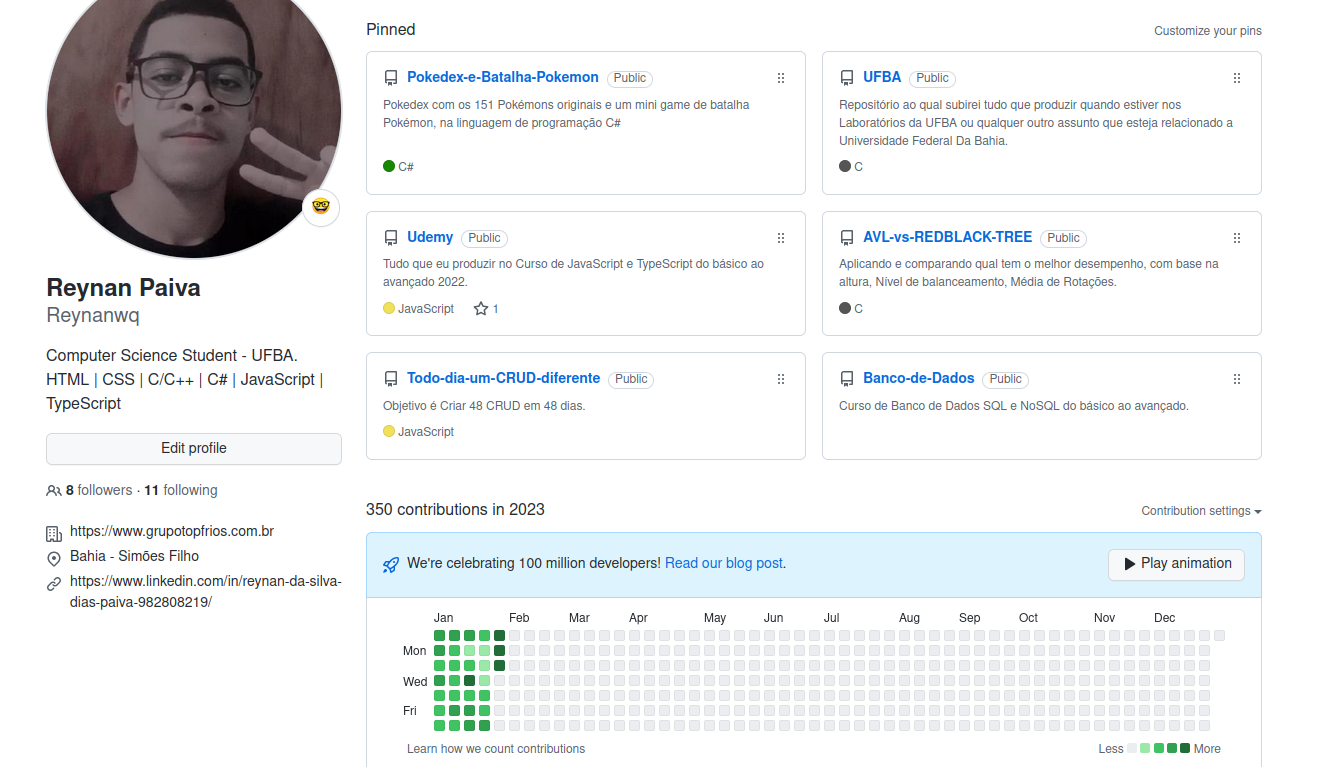 Reynan Paiva
Reynanwq
Computer Science Student - UFBA.
HTML | CSS | C/C++ | C# | JavaScript |
TypeScript
Edit profile
8 followers · 11 following
https://www.grupotopfrios.com.br
Bahia - Simões Filho
https://www.linkedin.com/in/reynan-da-silva-
dias-paiva-982808219/
Pinned
Customize your pins
Pokedex-e-Batalha-Pokemon Public
Pokedex com os 151 Pokémons originais e um mini game de batalha
Pokémon, na linguagem de programação C#
C#
UFBA Public
Repositório ao qual subirei tudo que produzir quando estiver nos
Laboratórios da UFBA ou qualquer outro assunto que esteja relacionado a
Universidade Federal Da Bahia.
C
Udemy Public
Tudo que eu produzir no Curso de JavaScript e TypeScript do básico ao
avançado 2022.
JavaScript 1
AVL-vs-REDBLACK-TREE Public
Aplicando e comparando qual tem o melhor desempenho, com base na
altura, Nível de balanceamento, Média de Rotações.
C
Todo-dia-um-CRUD-diferente Public
Objetivo é Criar 48 CRUD em 48 dias.
JavaScript
Banco-de-Dados Public
Curso de Banco de Dados SQL e NoSQL do básico ao avançado.
350 contributions in 2023
Contribution settings
We're celebrating 100 million developers! Read our blog post.
Play animation
Jan Feb Mar Apr May Jun Jul Aug Sep Oct Nov Dec
Mon
Wed
Fri
Learn how we count contributions
Less More